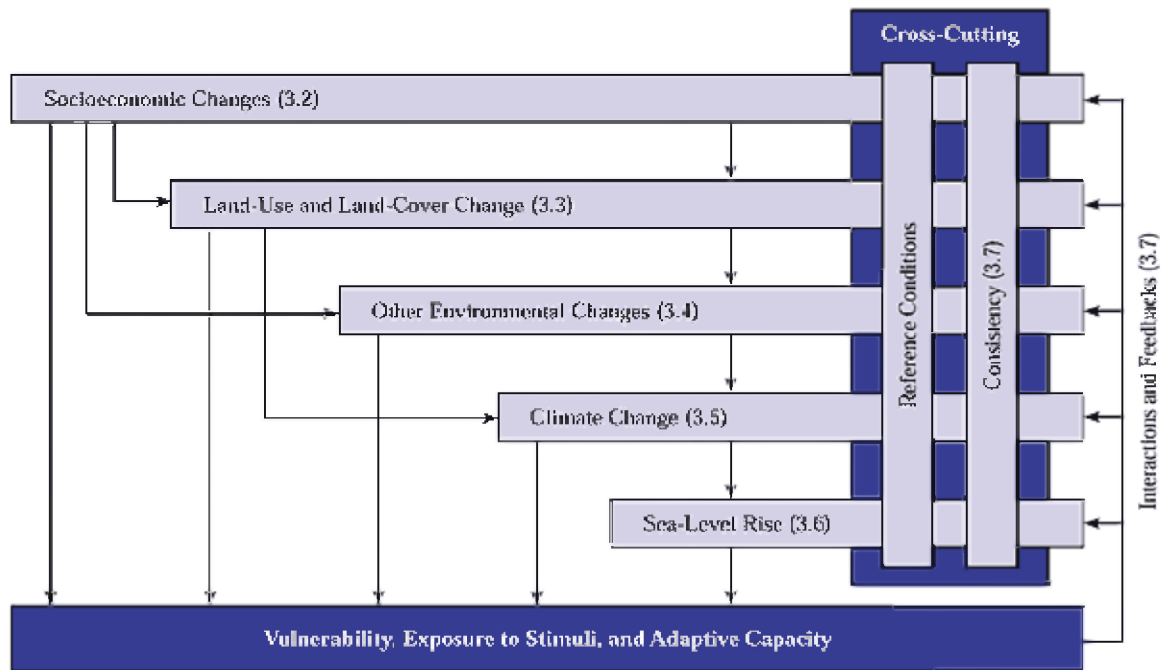 Cross-Cutting
Socioeconomic Changes (3.2)
Land-Use and Land-Cover Change (3.3)
Other Environmental Changes (3.4)
Climate Change (3.5)
Sea-Level Rise (3.6)
Reference Conditions
Consistency (3.7)
Interactions and Feedbacks (3.7)
Vulnerability, Exposure to Stimuli, and Adaptive Capacity